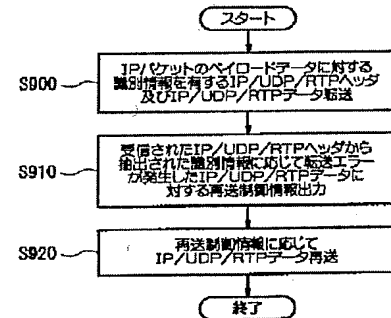 スタート
S900
IPパケットのペイロードデータに対する
識別情報を有するIP/UDP/RTPヘッダ
及びIP/UDP/RTPデータ転送
S910
受信されたIP/UDP/RTPヘッダから
抽出された識別情報に応じて転送エラー
が発生したIP/UDP/RTPデータに
対する再送制御情報出力
S920
再送制御情報に応じて
IP/UDP/RTPデータ再送
終了